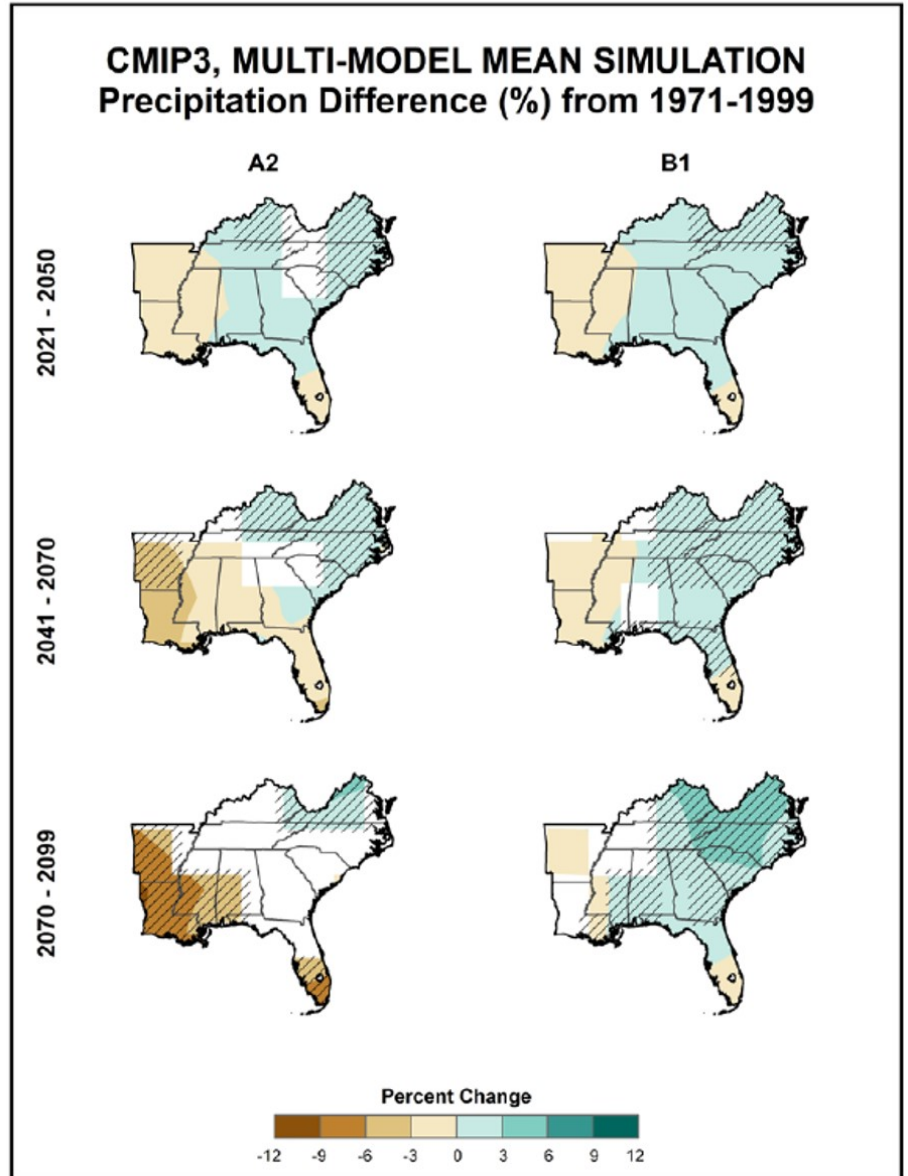 CMIP3, MULTI-MODEL MEAN SIMULATION
Precipitation Difference (%) from 1971-1999
A2
B1
2021 - 2050
2041 - 2070
2070 - 2099
Percent Change
-12 -9 -6 -3 0 3 6 9 12